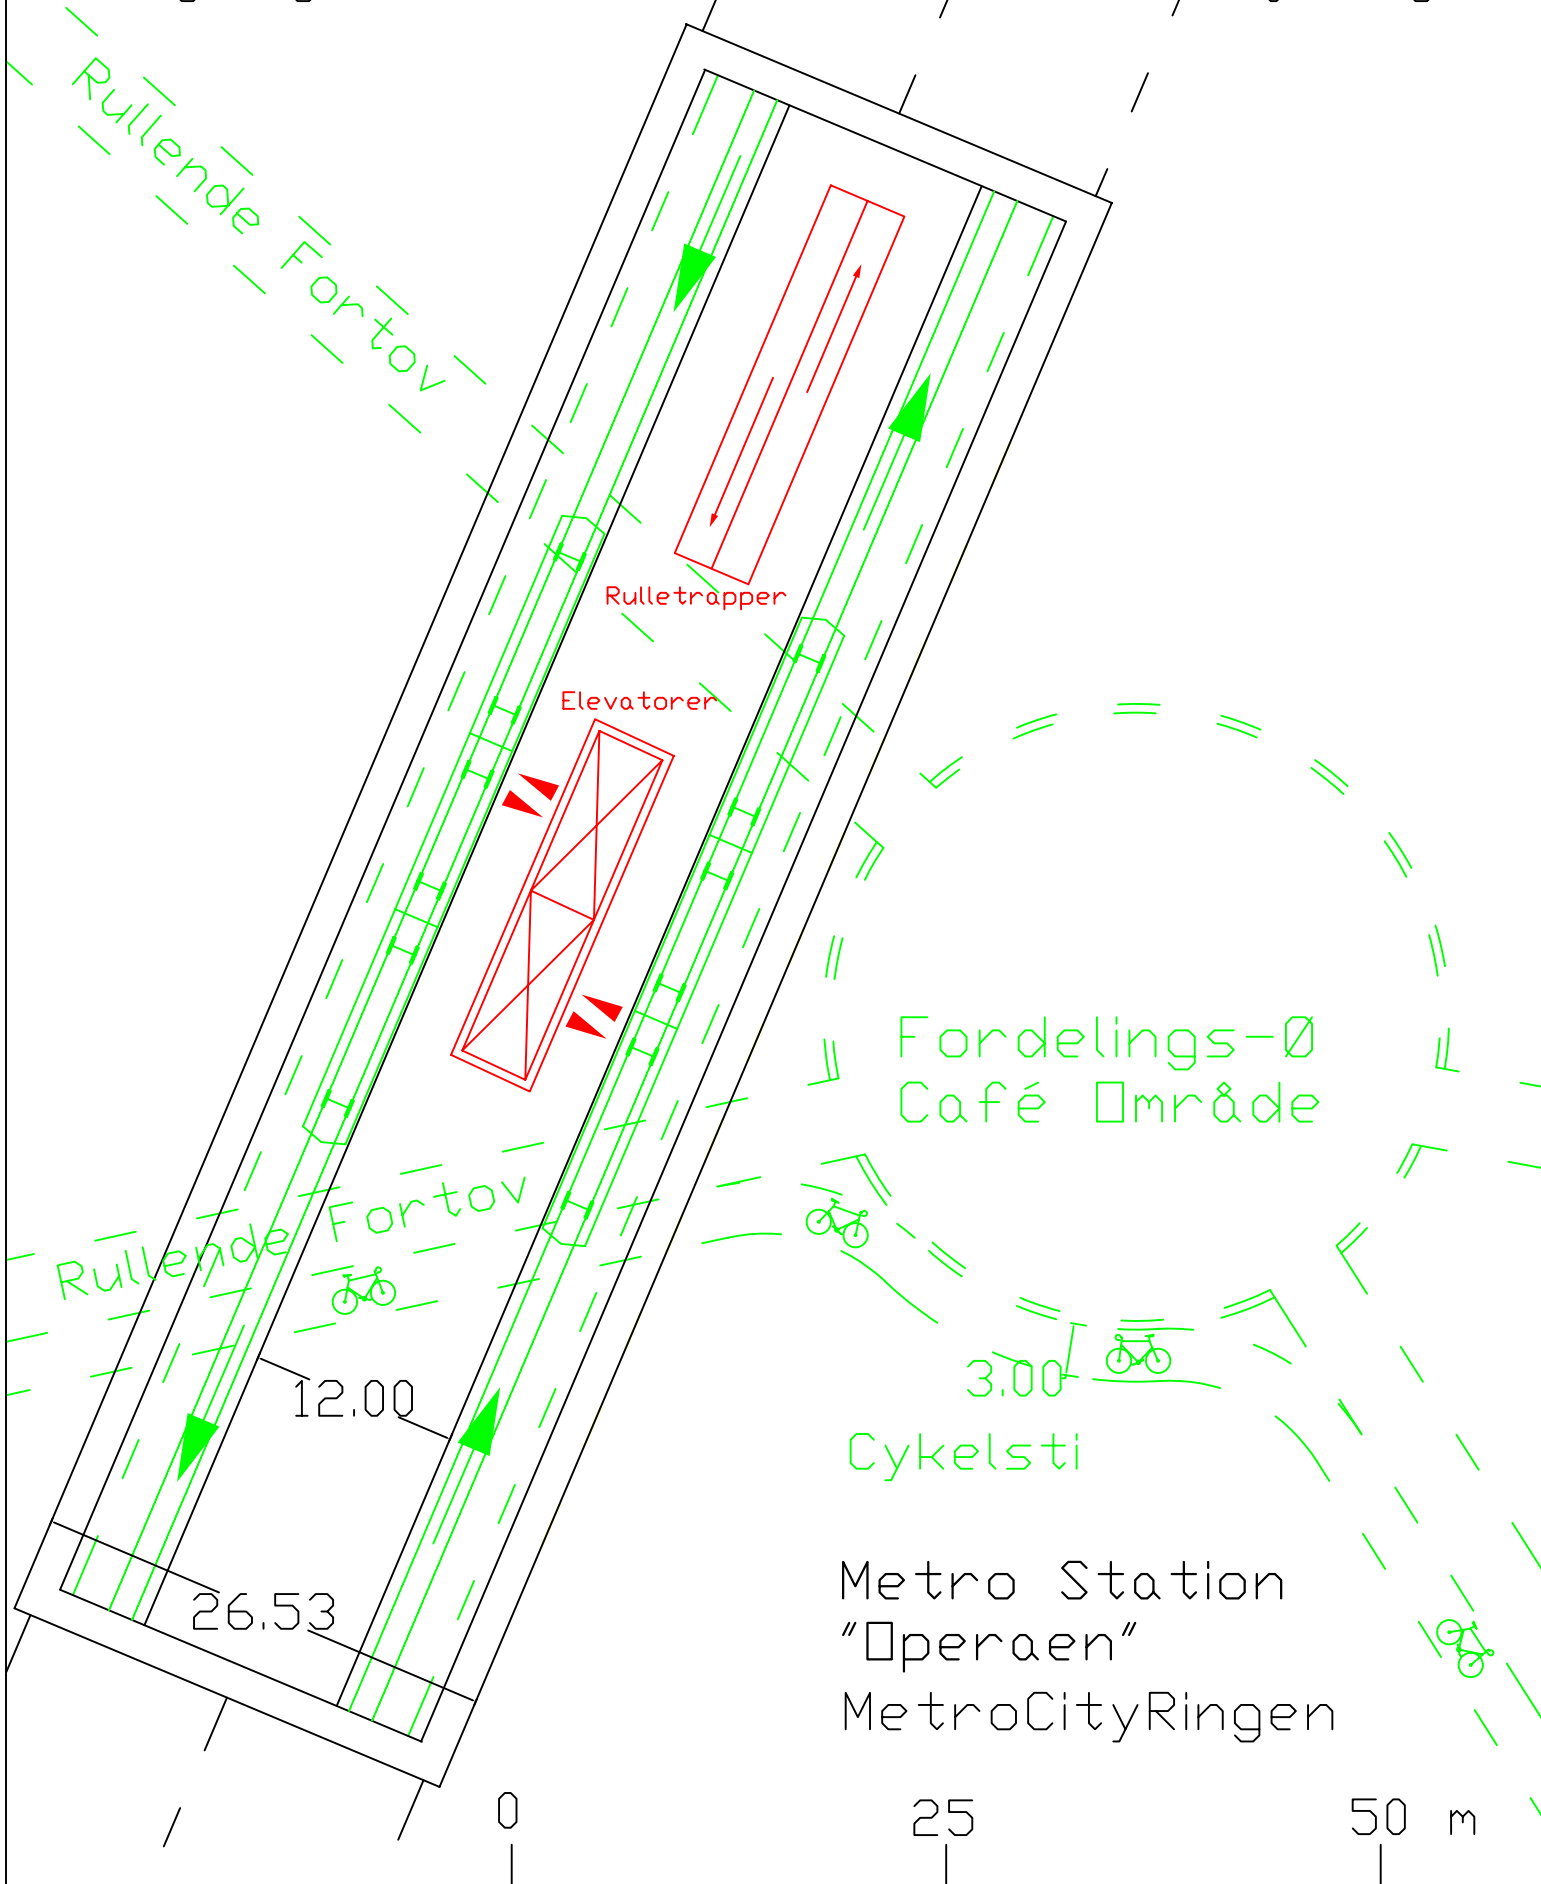 Rullende Fortov
Rulletrapper
Elevatorer
Fordelings-Ø
Café Område
Rullende Fortov
12.00
3.00
Cykelsti
26.53
Metro Station
"Operaen"
MetroCityRingen
0 25 50 m